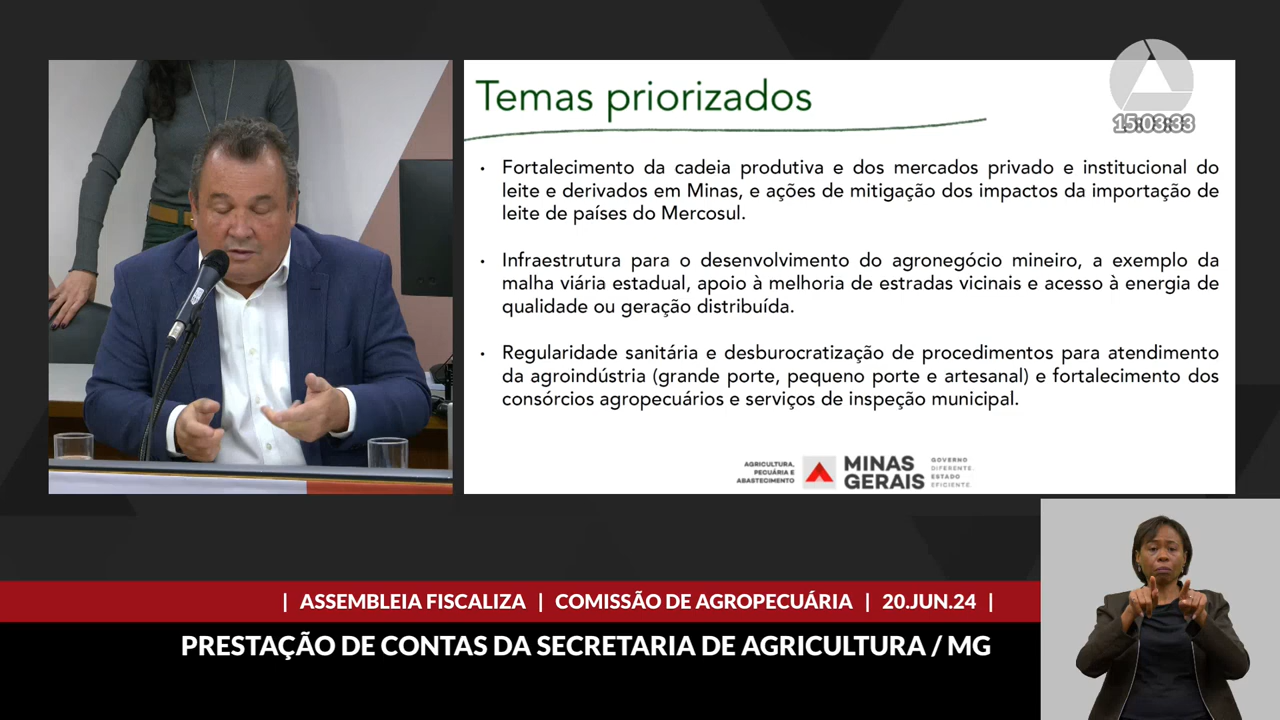 Temas priorizados
15:03:33
• Fortalecimento da cadeia produtiva e dos mercados privado e institucional do
leite e derivados em Minas, e ações de mitigação dos impactos da importação de
leite de países do Mercosul.
• Infraestrutura para o desenvolvimento do agronegócio mineiro, a exemplo da
malha viária estadual, apoio à melhoria de estradas vicinais e acesso à energia de
qualidade ou geração distribuída.
• Regularidade sanitária e desburocratização de procedimentos para atendimento
da agroindústria (grande porte, pequeno porte e artesanal) e fortalecimento dos
consórcios agropecuários e serviços de inspeção municipal.
AGRICULTURA,
PECUÁRIA E
ABASTECIMENTO
MINAS
GERAIS
GOVERNO
DIFERENTE.
ESTADO
EFICIENTE.
| ASSEMBLEIA FISCALIZA | COMISSÃO DE AGROPECUÁRIA | 20.JUN.24 |
PRESTAÇÃO DE CONTAS DA SECRETARIA DE AGRICULTURA / MG